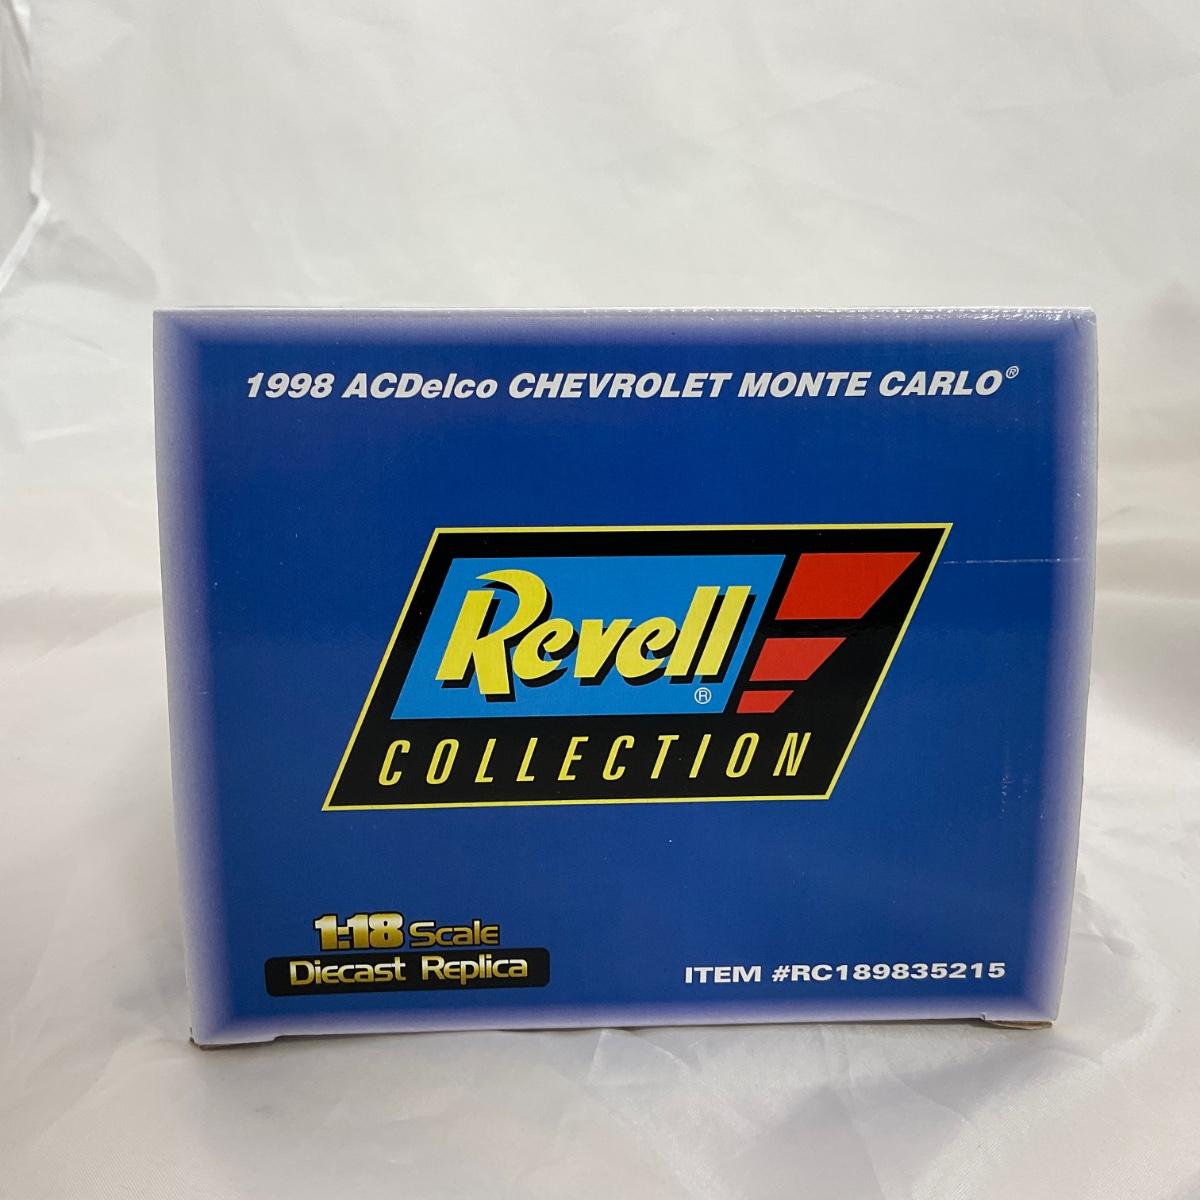 1998 ACDelco CHEVROLET MONTE CARLO®
Revell®
COLLECTION
1:18 Scale
Diecast Replica
ITEM #RC189835215